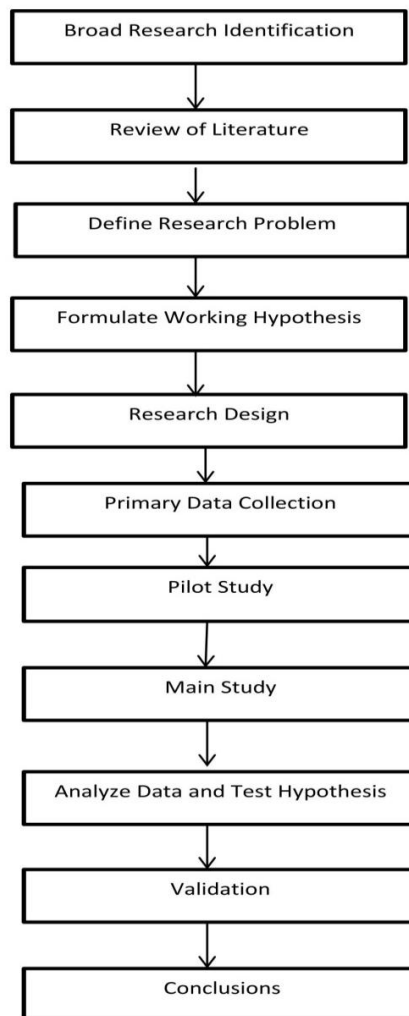 Broad Research Identification
Review of Literature
Define Research Problem
Formulate Working Hypothesis
Research Design
Primary Data Collection
Pilot Study
Main Study
Analyze Data and Test Hypothesis
Validation
Conclusions